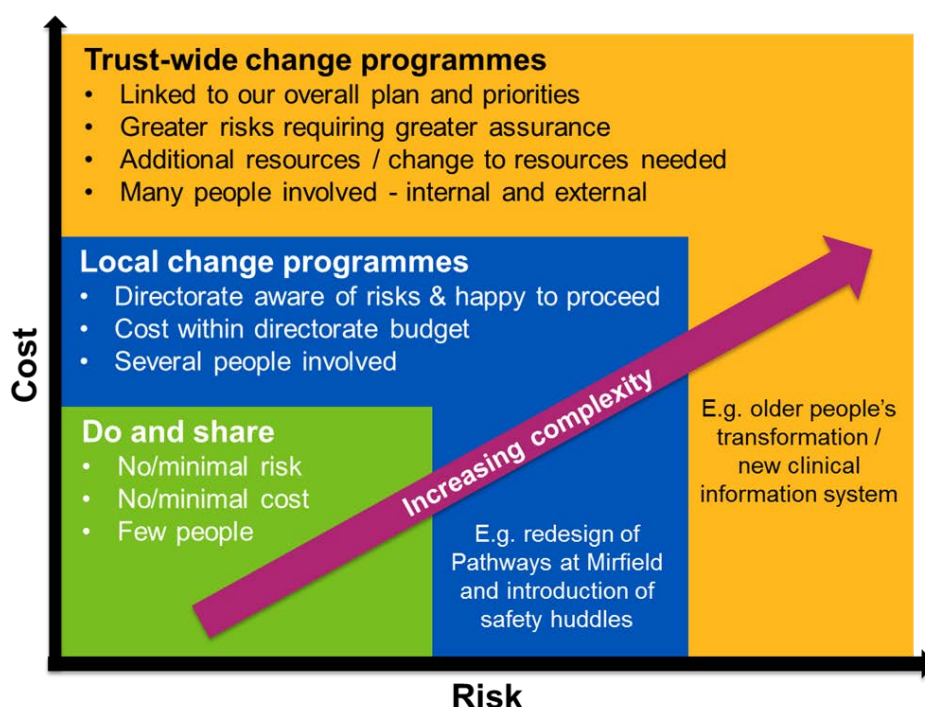 Trust-wide change programmes
• Linked to our overall plan and priorities
• Greater risks requiring greater assurance
• Additional resources / change to resources needed
• Many people involved - internal and external
Local change programmes
• Directorate aware of risks & happy to proceed
• Cost within directorate budget
• Several people involved
Do and share
• No/minimal risk
• No/minimal cost
• Few people
Increasing complexity
E.g. redesign of
Pathways at Mirfield
and introduction of
safety huddles
E.g. older people's
transformation /
new clinical
information system
Cost
Risk